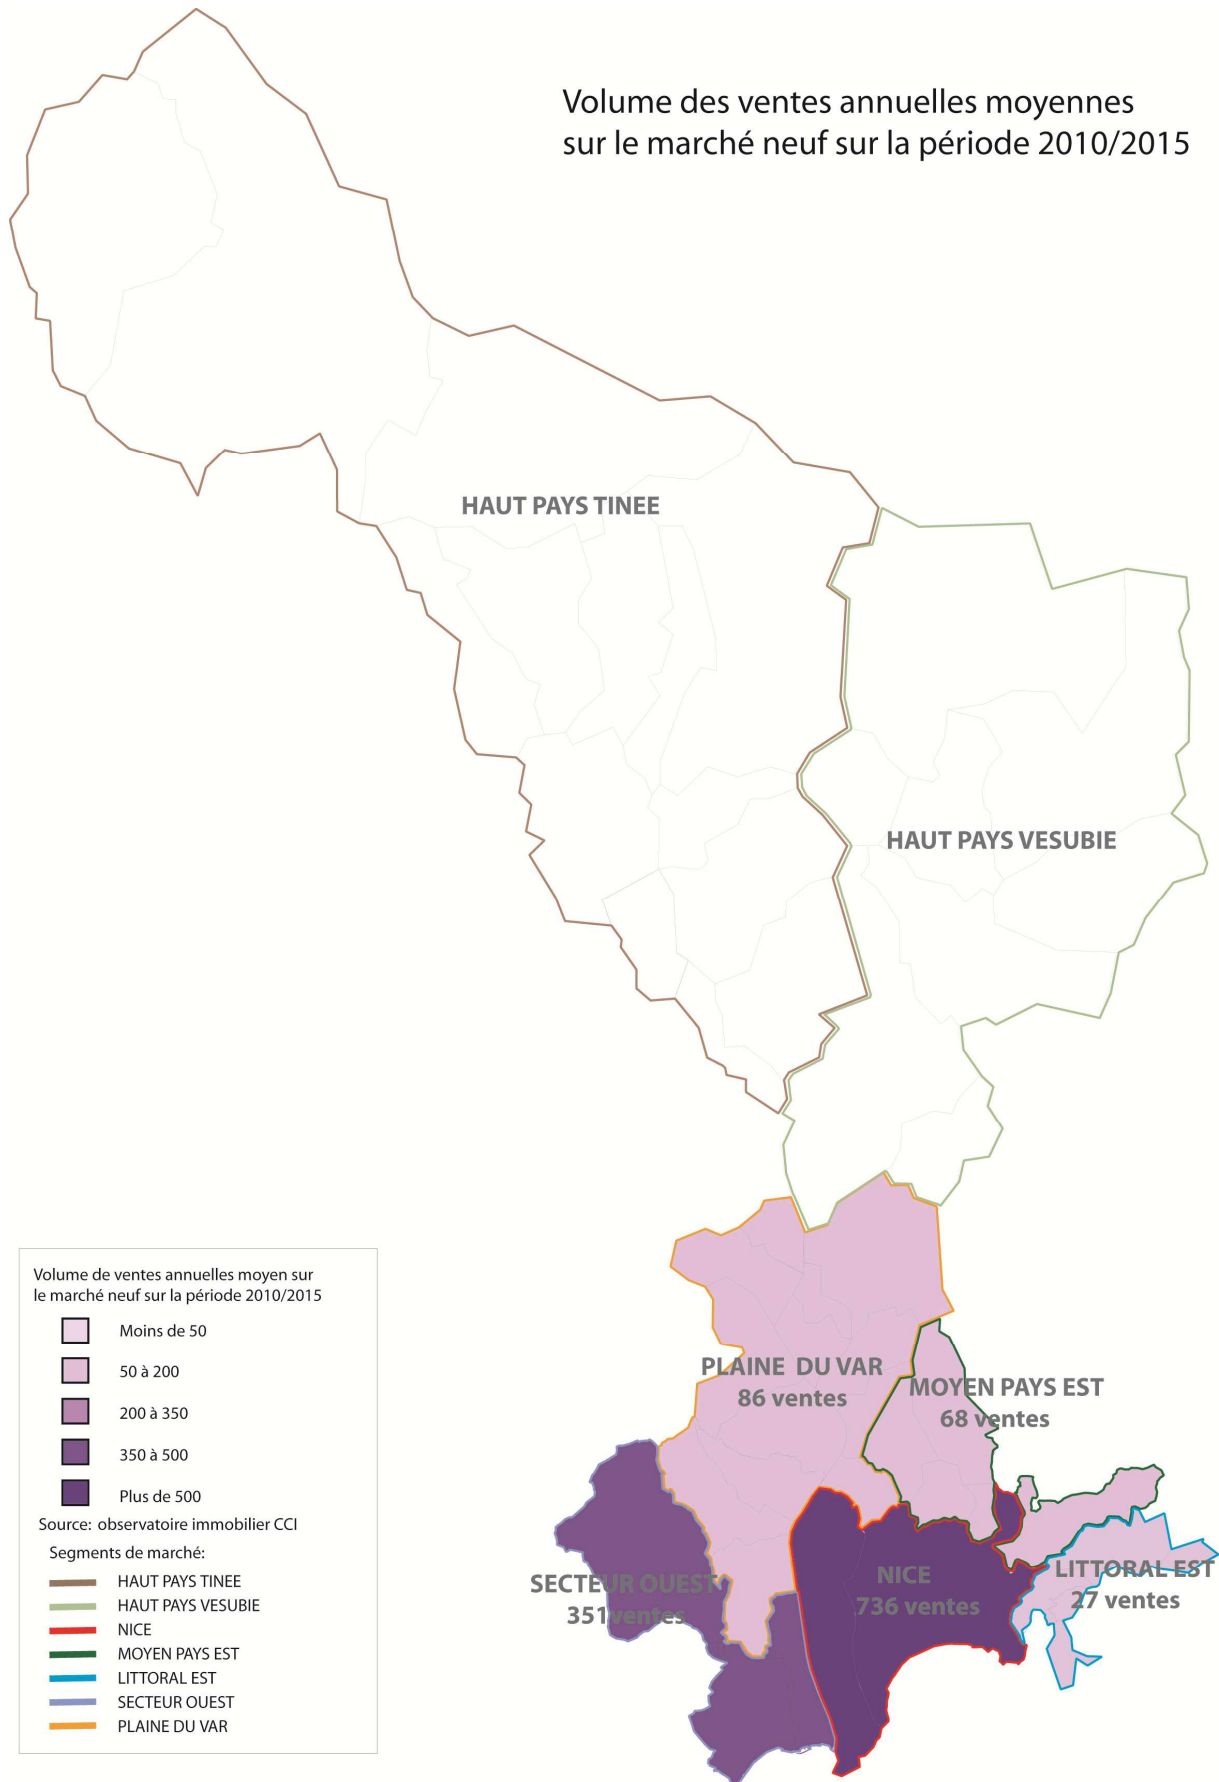 Volume des ventes annuelles moyennes
sur le marché neuf sur la période 2010/2015
HAUT PAYS TINEE
HAUT PAYS VESUBIE
PLAINE DU VAR
86 ventes
MOYEN PAYS EST
68 ventes
SECTEUR OUEST
351 ventes
NICE
736 ventes
LITTORAL EST
27 ventes
Volume de ventes annuelles moyen sur
le marché neuf sur la période 2010/2015
Moins de 50
50 à 200
200 à 350
350 à 500
Plus de 500
Source: observatoire immobilier CCI
Segments de marché:
HAUT PAYS TINEE
HAUT PAYS VESUBIE
NICE
MOYEN PAYS EST
LITTORAL EST
SECTEUR OUEST
PLAINE DU VAR